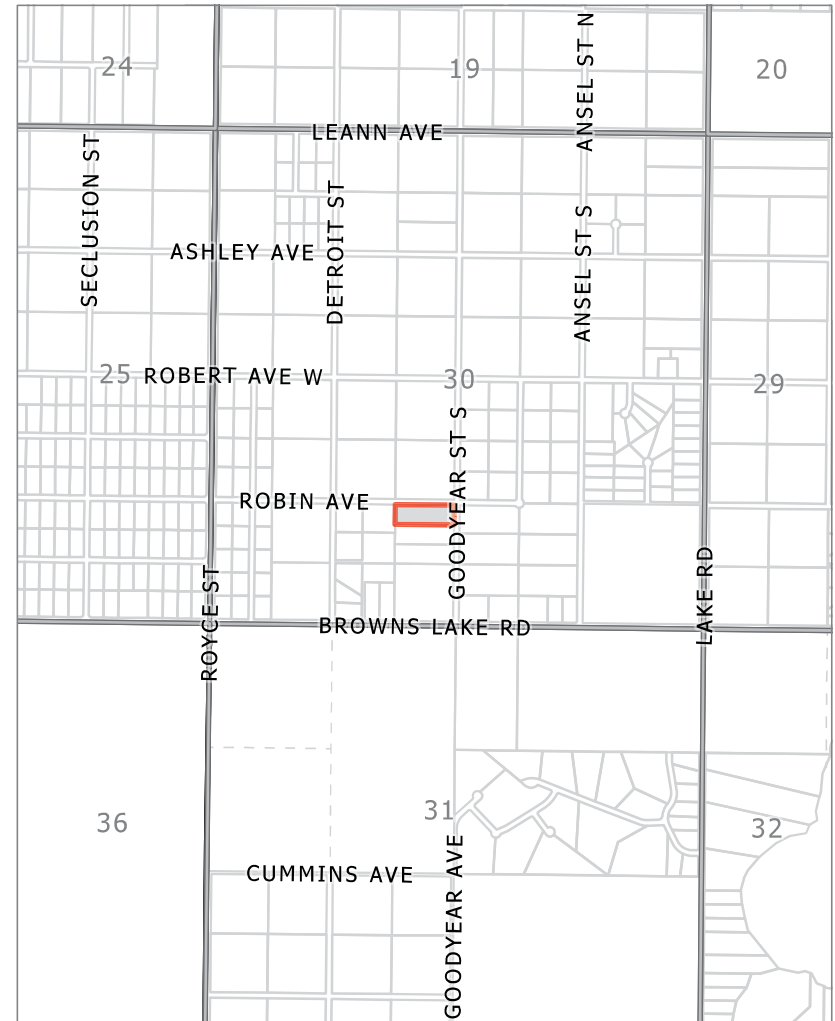 24
19
20
ANSEL ST N
LEANN AVE
SECLUSION ST
DETROIT ST
ANSEL ST S
ASHLEY AVE
25
ROBERT AVE W
30
29
GOODYEAR ST S
ROBIN AVE
ROYCE ST
LAKE RD
BROWNS LAKE RD
36
31
32
CUMMINS AVE
GOODYEAR AVE